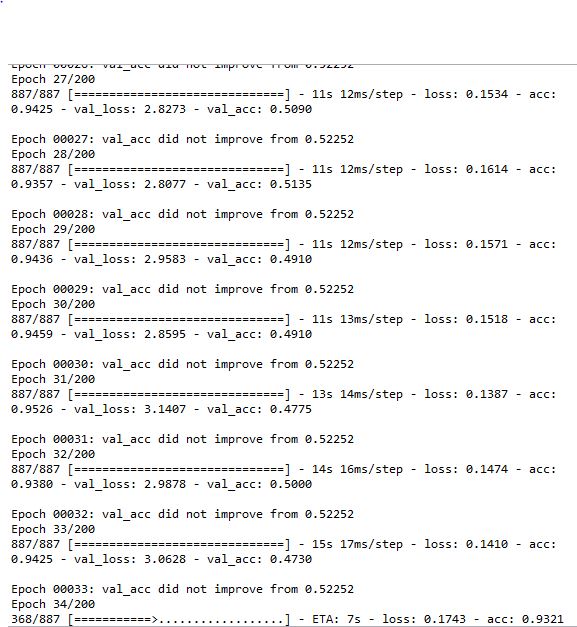 Epoch 00026: val_acc did not improve from 0.52252
Epoch 27/200
887/887 [==============================] - 11s 12ms/step - loss: 0.1534 - acc:
0.9425 - val_loss: 2.8273 - val_acc: 0.5090
Epoch 00027: val_acc did not improve from 0.52252
Epoch 28/200
887/887 [==============================] - 11s 12ms/step - loss: 0.1614 - acc:
0.9357 - val_loss: 2.8077 - val_acc: 0.5135
Epoch 00028: val_acc did not improve from 0.52252
Epoch 29/200
887/887 [==============================] - 11s 12ms/step - loss: 0.1571 - acc:
0.9436 - val_loss: 2.9583 - val_acc: 0.4910
Epoch 00029: val_acc did not improve from 0.52252
Epoch 30/200
887/887 [==============================] - 11s 13ms/step - loss: 0.1518 - acc:
0.9459 - val_loss: 2.8595 - val_acc: 0.4910
Epoch 00030: val_acc did not improve from 0.52252
Epoch 31/200
887/887 [==============================] - 13s 14ms/step - loss: 0.1387 - acc:
0.9526 - val_loss: 3.1407 - val_acc: 0.4775
Epoch 00031: val_acc did not improve from 0.52252
Epoch 32/200
887/887 [==============================] - 14s 16ms/step - loss: 0.1474 - acc:
0.9380 - val_loss: 2.9878 - val_acc: 0.5000
Epoch 00032: val_acc did not improve from 0.52252
Epoch 33/200
887/887 [==============================] - 15s 17ms/step - loss: 0.1410 - acc:
0.9425 - val_loss: 3.0628 - val_acc: 0.4730
Epoch 00033: val_acc did not improve from 0.52252
Epoch 34/200
368/887 [===========>..................] - ETA: 7s - loss: 0.1743 - acc: 0.9321